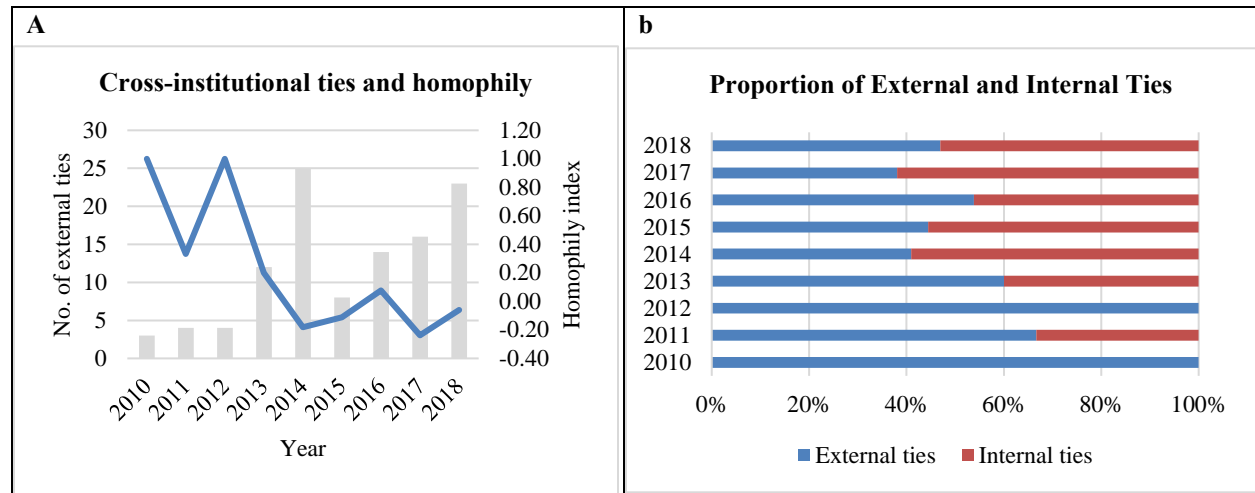 A
Cross-institutional ties and homophily
No. of external ties
30
25
20
15
10
5
0
1.20
1.00
0.80
0.60
0.40
0.20
0.00
-0.20
-0.40
Homophily index
2010 2011 2012 2013 2014 2015 2016 2017 2018
Year
b
Proportion of External and Internal Ties
2018
2017
2016
2015
2014
2013
2012
2011
2010
0% 20% 40% 60% 80% 100%
External ties Internal ties